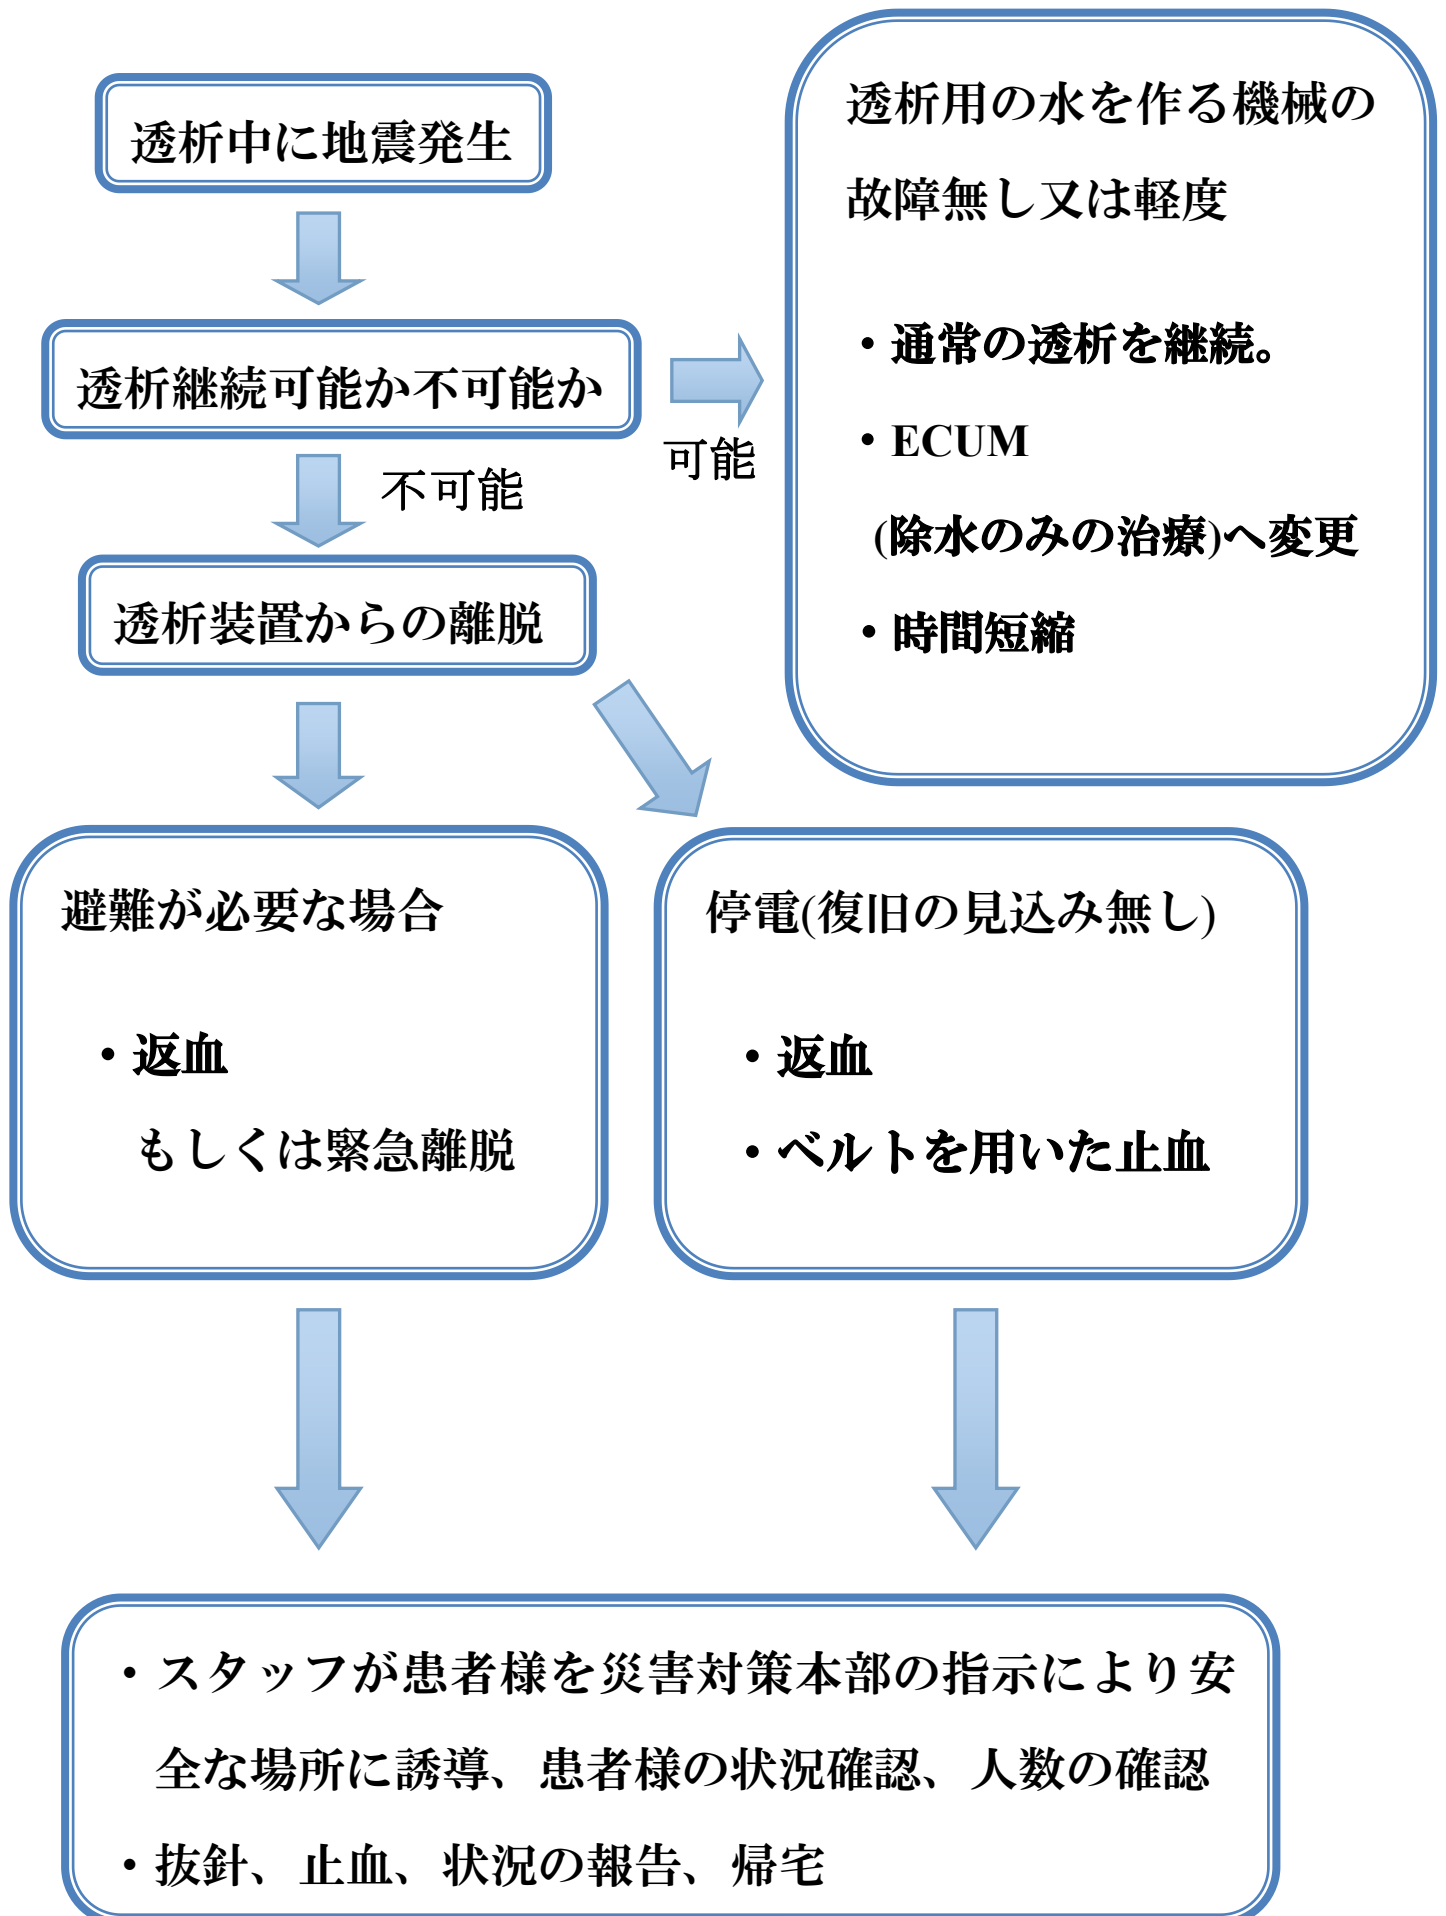 透析中に地震発生
透析継続可能か不可能か
可能
透析用の水を作る機械の
故障無し又は軽度
・通常の透析を継続。
・ECUM
(除水のみの治療)へ変更
・時間短縮
不可能
透析装置からの離脱
避難が必要な場合
・返血
もしくは緊急離脱
停電(復旧の見込み無し)
・返血
・ベルトを用いた止血
・スタッフが患者様を災害対策本部の指示により安
全な場所に誘導、患者様の状況確認、人数の確認
・抜針、止血、状況の報告、帰宅